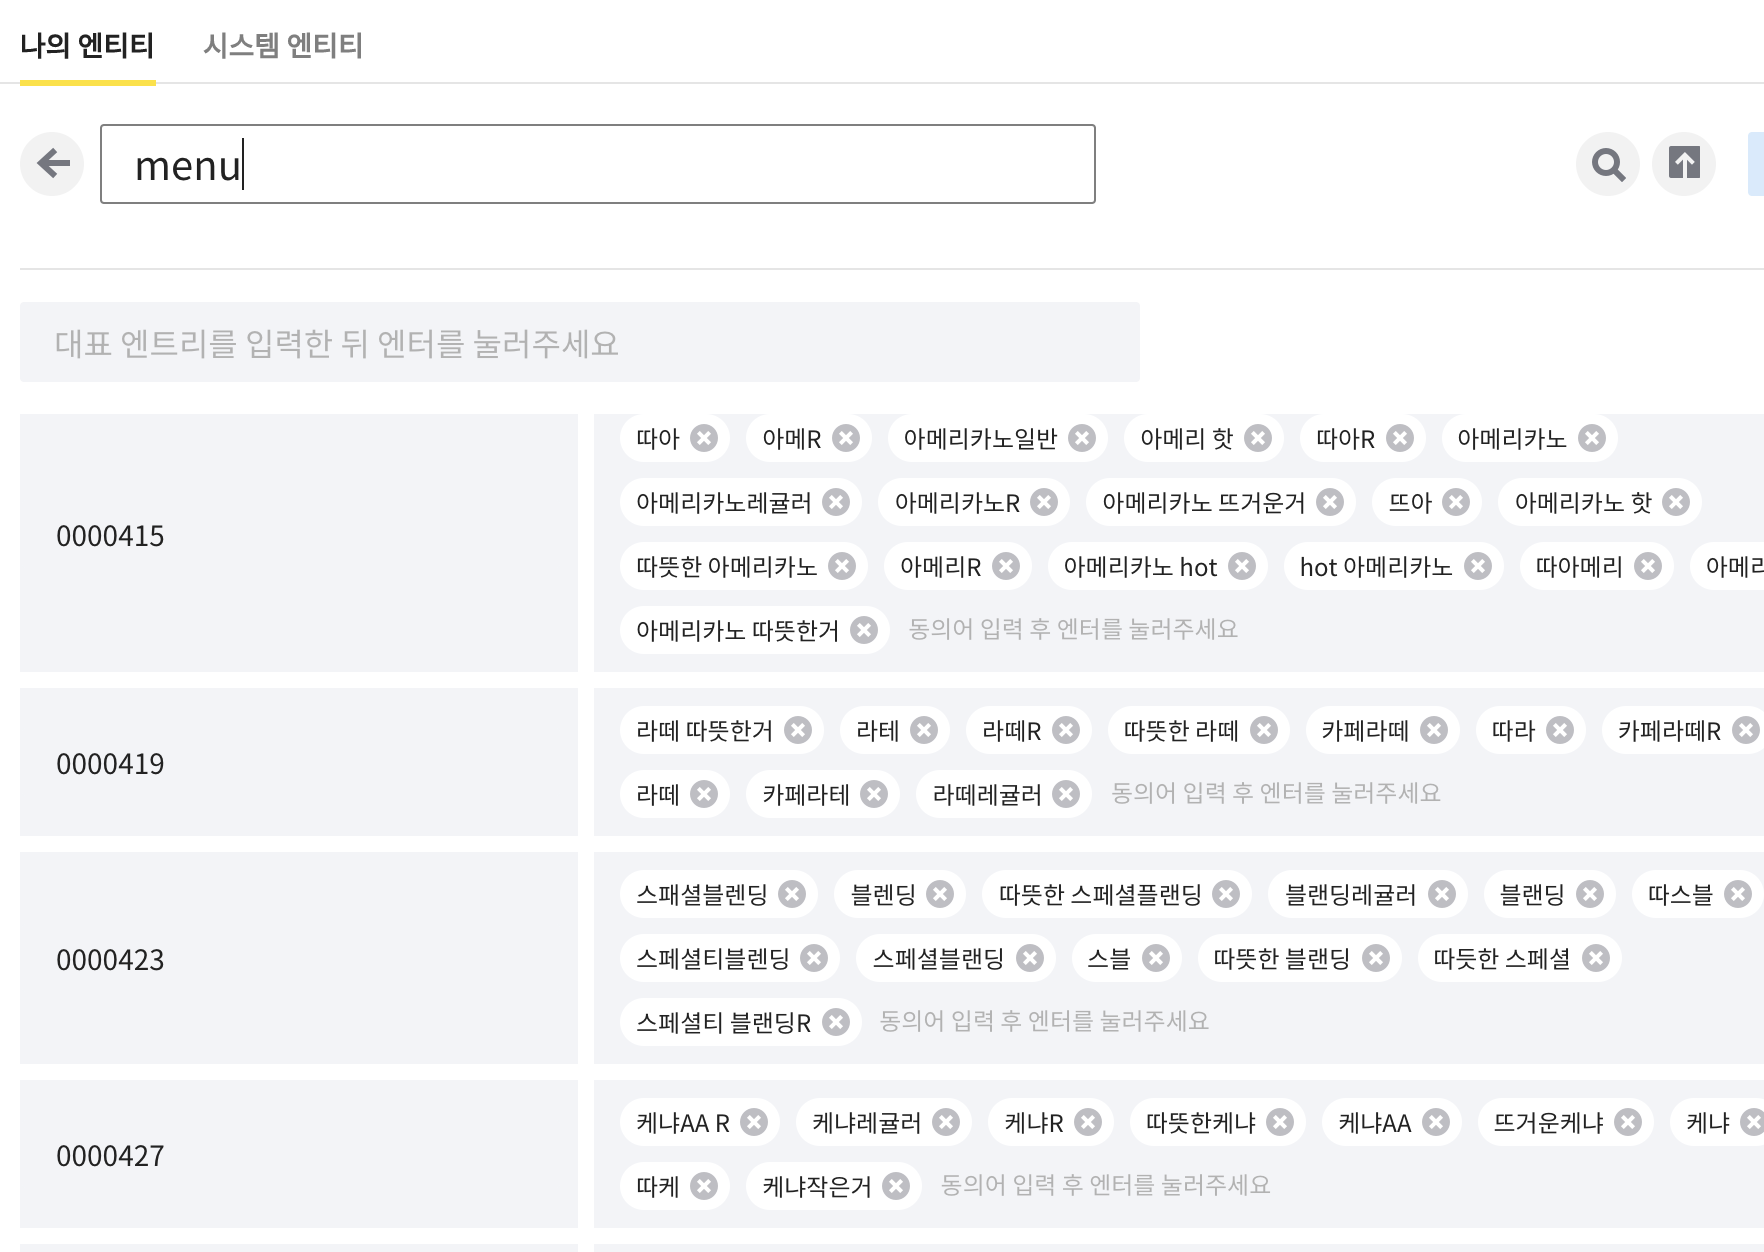 나의 엔티티 시스템 엔티티
menu
대표 엔트리를 입력한 뒤 엔터를 눌러주세요
0000415
따아 아메R 아메리카노일반 아메리 핫 따아R 아메리카노
아메리카노레귤러 아메리카노R 아메리카노 뜨거운거 뜨아 아메리카노 핫
따뜻한 아메리카노 아메리R 아메리카노 hot hot 아메리카노 따아메리
아메리카노 따뜻한거 동의어 입력 후 엔터를 눌러주세요
0000419
라떼 따뜻한거 라테 라떼R 따뜻한 라떼 카페라떼 따라 카페라떼R
라떼 카페라테 라떼레귤러 동의어 입력 후 엔터를 눌러주세요
0000423
스패셜블렌딩 블렌딩 따뜻한 스페셜플랜딩 블랜딩레귤러 블랜딩 따스블
스페셜티블렌딩 스페셜블랜딩 스블 따뜻한 블랜딩 따듯한 스페셜
스페셜티 블랜딩R 동의어 입력 후 엔터를 눌러주세요
0000427
케냐AA R 케냐레귤러 케냐R 따뜻한케냐 케냐AA 뜨거운케냐 케냐
따케 케냐작은거 동의어 입력 후 엔터를 눌러주세요